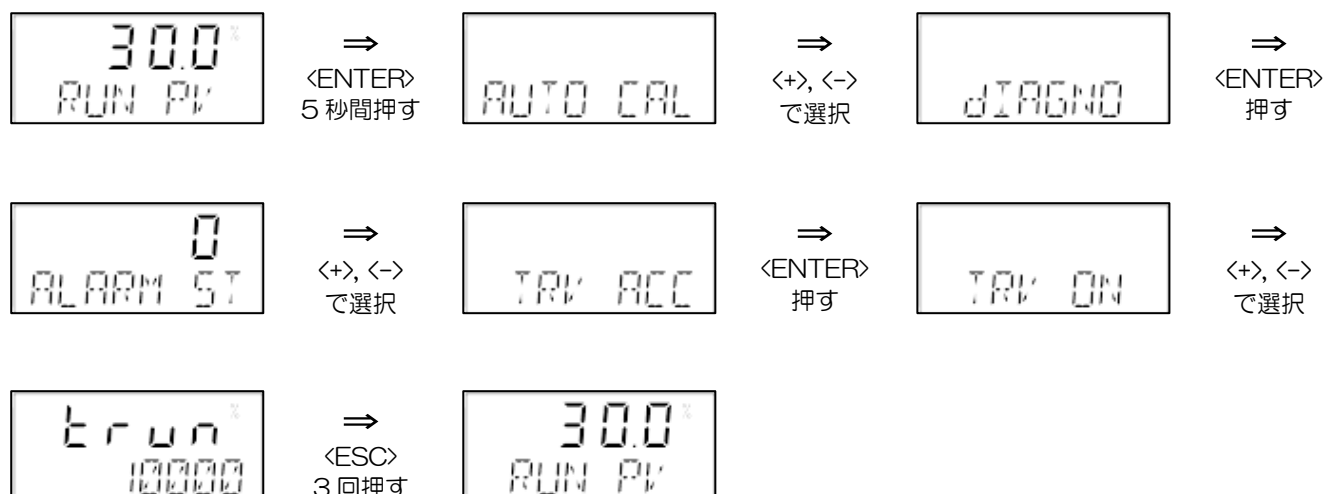 30.0%
RUN PV
⇒
<ENTER>
5 秒間押す
AUTO CAL
⇒
<+>, <->
で選択
dIAGNO
⇒
<ENTER>
押す
0
ALARM ST
⇒
<+>, <->
で選択
TRV ACC
⇒
<ENTER>
押す
TRV ON
⇒
<+>, <->
で選択
trun%
10000
⇒
<ESC>
3 回押す
30.0%
RUN PV